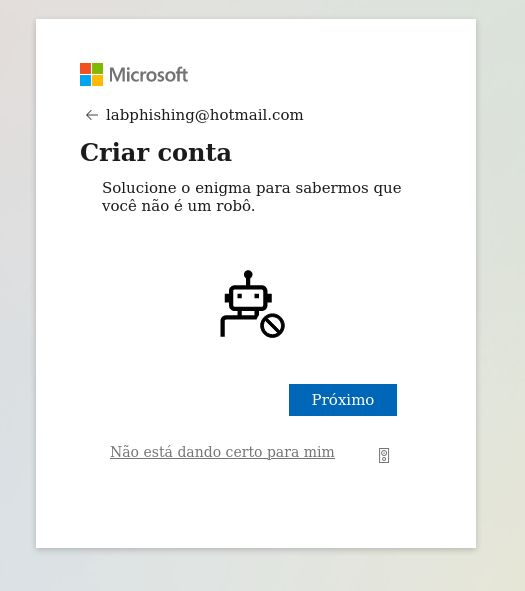 Microsoft
labphishing@hotmail.com
Criar conta
Solucione o enigma para sabermos que
você não é um robô.
Próximo
Não está dando certo para mim